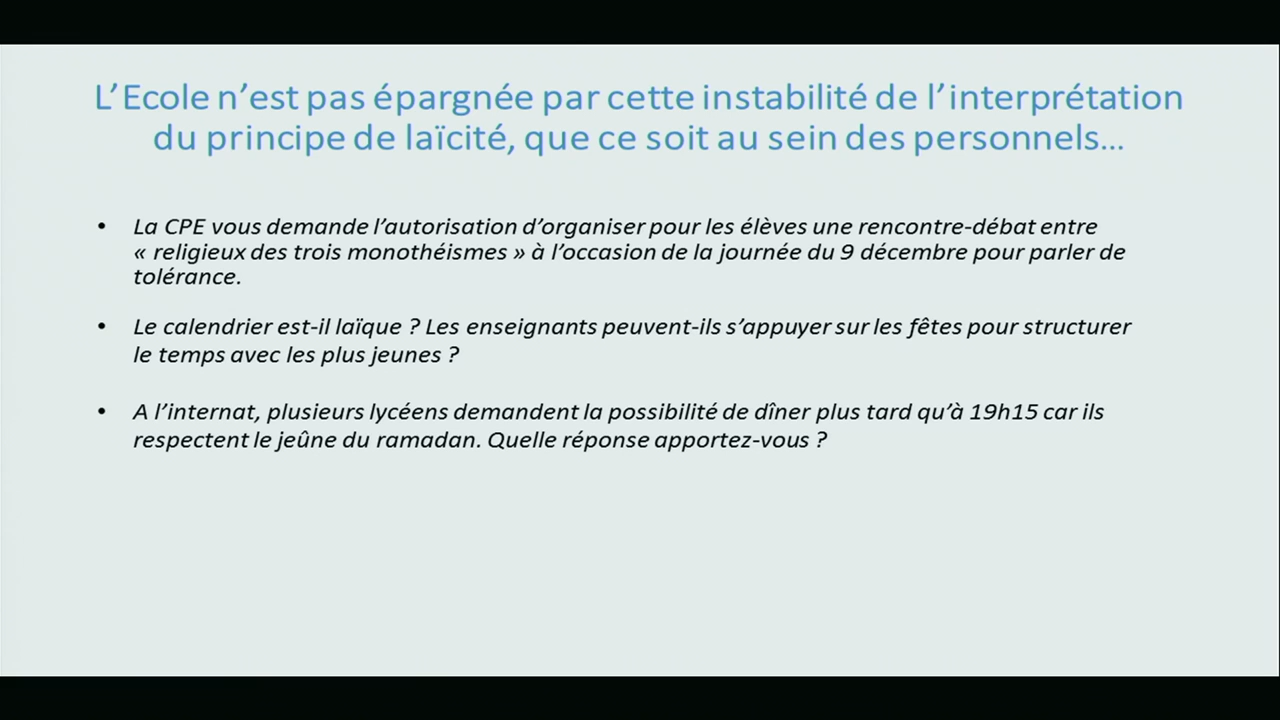 L’Ecole n’est pas épargnée par cette instabilité de l’interprétation
du principe de laïcité, que ce soit au sein des personnels...
• La CPE vous demande l’autorisation d’organiser pour les élèves une rencontre-débat entre
« religieux des trois monothéismes » à l’occasion de la journée du 9 décembre pour parler de
tolérance.
• Le calendrier est-il laïque ? Les enseignants peuvent-ils s’appuyer sur les fêtes pour structurer
le temps avec les plus jeunes ?
• A l’internat, plusieurs lycéens demandent la possibilité de dîner plus tard qu’à 19h15 car ils
respectent le jeûne du ramadan. Quelle réponse apportez-vous ?